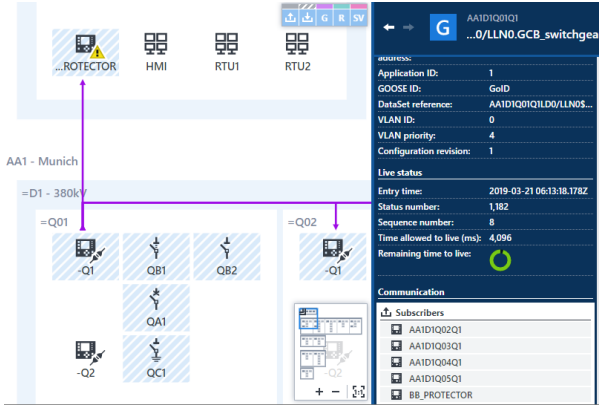 ...ROTECTOR
HMI
RTU1
RTU2
G
R
SV
AA1 - Munich
=D1 - 380kV
=Q01
=Q02
-Q1
QB1
QB2
-Q1
QA1
-Q2
QC1
-Q2
G
AA1D1Q01Q1
...0/LLN0.GCB_switchgea
address:
Application ID: 1
GOOSE ID: GoID
DataSet reference: AA1D1Q01Q1LD0/LLN0$...
VLAN ID: 0
VLAN priority: 4
Configuration revision: 1
Live status
Entry time: 2019-03-21 06:13:18.178Z
Status number: 1,182
Sequence number: 8
Time allowed to live (ms): 4,096
Remaining time to live:
Communication
Subscribers
AA1D1Q02Q1
AA1D1Q03Q1
AA1D1Q04Q1
AA1D1Q05Q1
BB_PROTECTOR